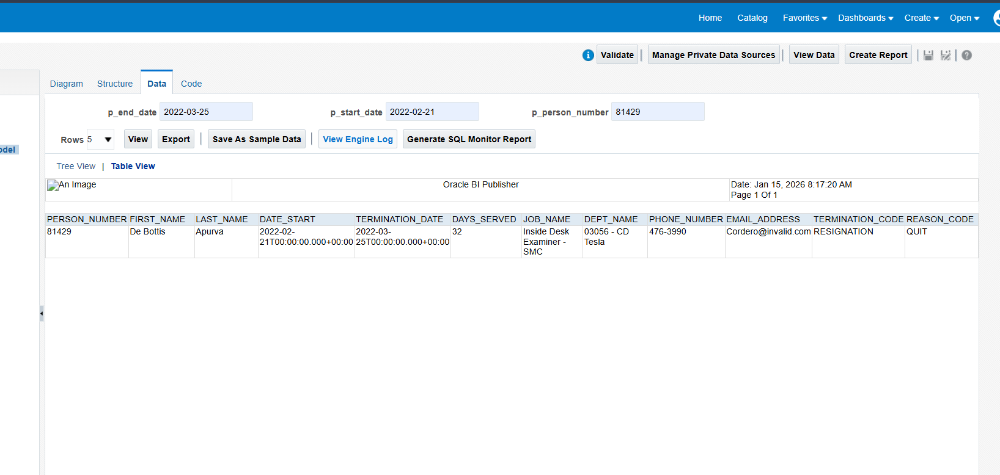 Home Catalog Favorites Dashboards Create Open
Validate Manage Private Data Sources View Data Create Report
Diagram Structure Data Code
p_end_date 2022-03-25 p_start_date 2022-02-21 p_person_number 81429
Rows 5 View Export Save As Sample Data View Engine Log Generate SQL Monitor Report
odel
Tree View | Table View
An Image Oracle BI Publisher Date: Jan 15, 2026 8:17:20 AM
Page 1 Of 1
PERSON_NUMBER FIRST_NAME LAST_NAME DATE_START TERMINATION_DATE DAYS_SERVED JOB_NAME DEPT_NAME PHONE_NUMBER EMAIL_ADDRESS TERMINATION_CODE REASON_CODE
81429 De Bottis Apurva 2022-02- 2022-03- 32 Inside Desk 03056 - CD 476-3990 Cordero@invalid.com RESIGNATION QUIT
21T00:00:00.000+00:00 25T00:00:00.000+00:00 Examiner - Tesla
SMC